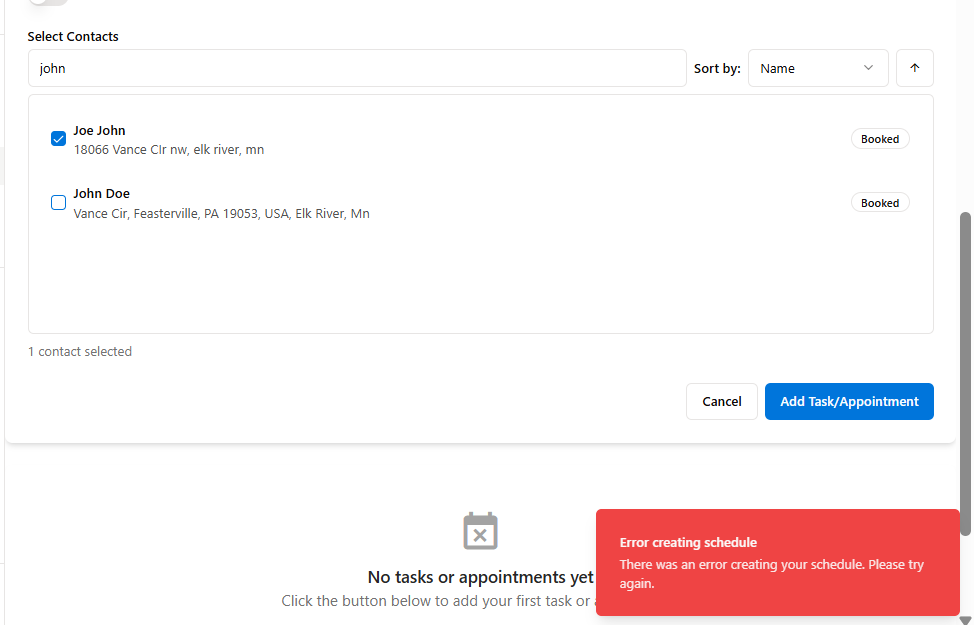 Select Contacts
john
Sort by:
Name
Joe John
18066 Vance CIr nw, elk river, mn
Booked
John Doe
Vance Cir, Feasterville, PA 19053, USA, Elk River, Mn
Booked
1 contact selected
Cancel
Add Task/Appointment
No tasks or appointments yet
Click the button below to add your first task or
Error creating schedule
There was an error creating your schedule. Please try
again.